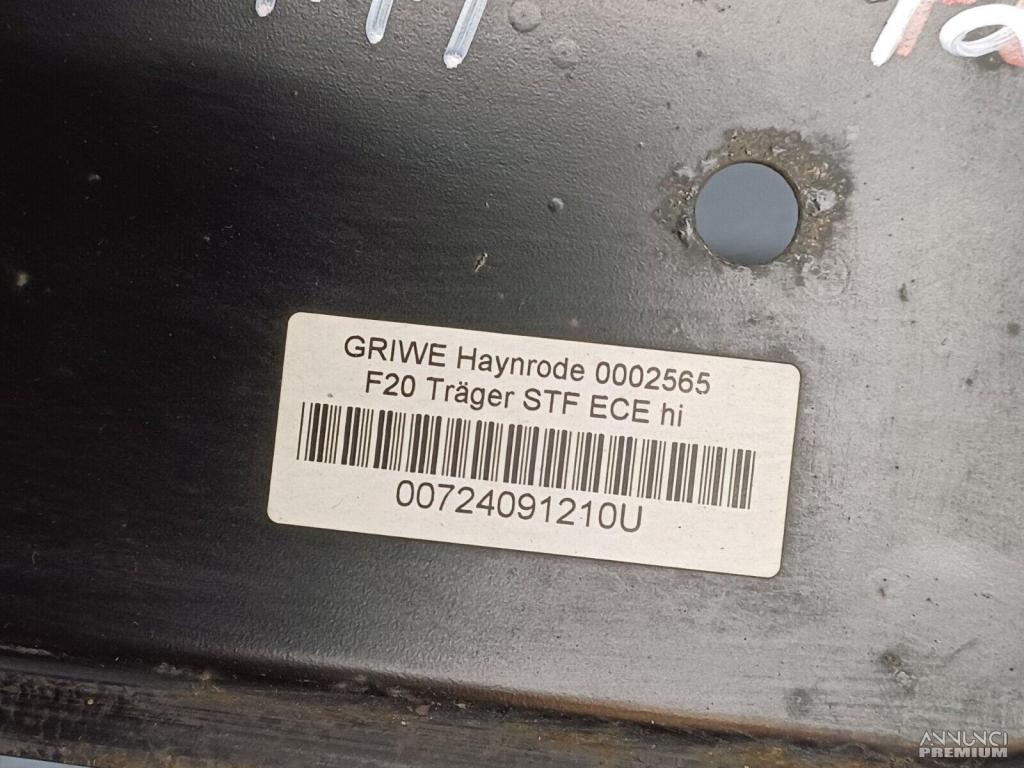 GRIWE Haynrode 0002565
F20 Träger STF ECE hi
00724091210U
ANNUNCI
PREMIUM